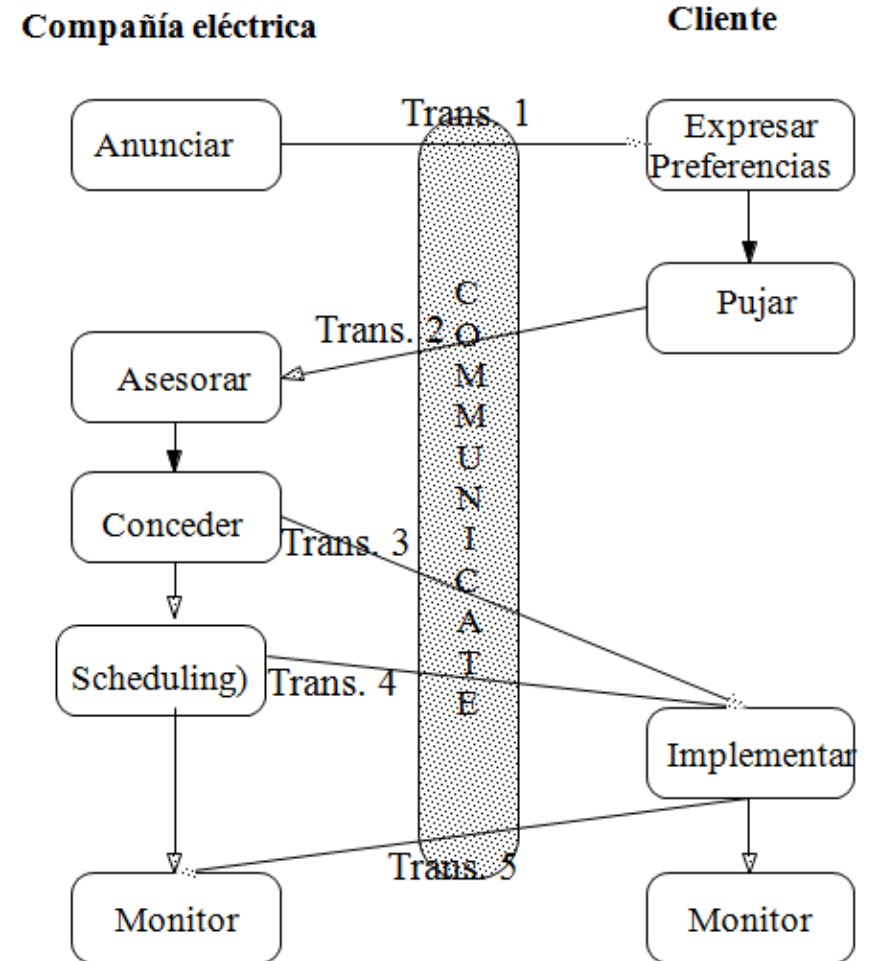 Compañía eléctrica
Cliente
Trans. 1
Anunciar
Expresar
Preferencias
Pujar
Trans. 2
Asesorar
C
O
M
M
U
N
I
C
A
T
E
Conceder
Trans. 3
Scheduling)
Trans. 4
Implementar
Trans. 5
Monitor
Monitor